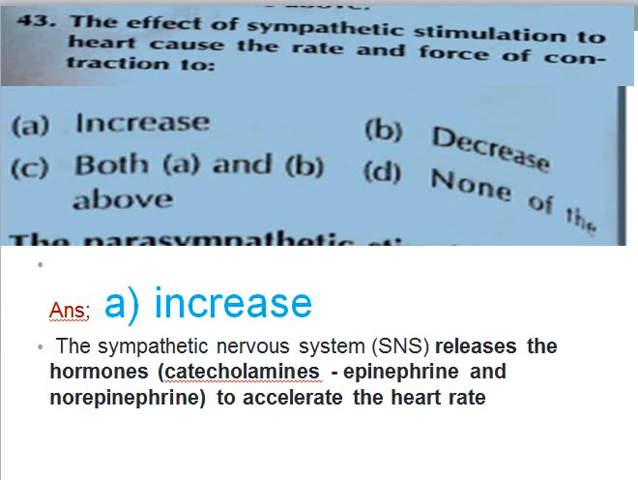 43. The effect of sympathetic stimulation to
heart cause the rate and force of con-
traction to:
(a) Increase
(b) Decrease
(c) Both (a) and (b)
(d) None of the
above
The parasympathetic
Ans; a) increase
The sympathetic nervous system (SNS) releases the
hormones (catecholamines - epinephrine and
norepinephrine) to accelerate the heart rate